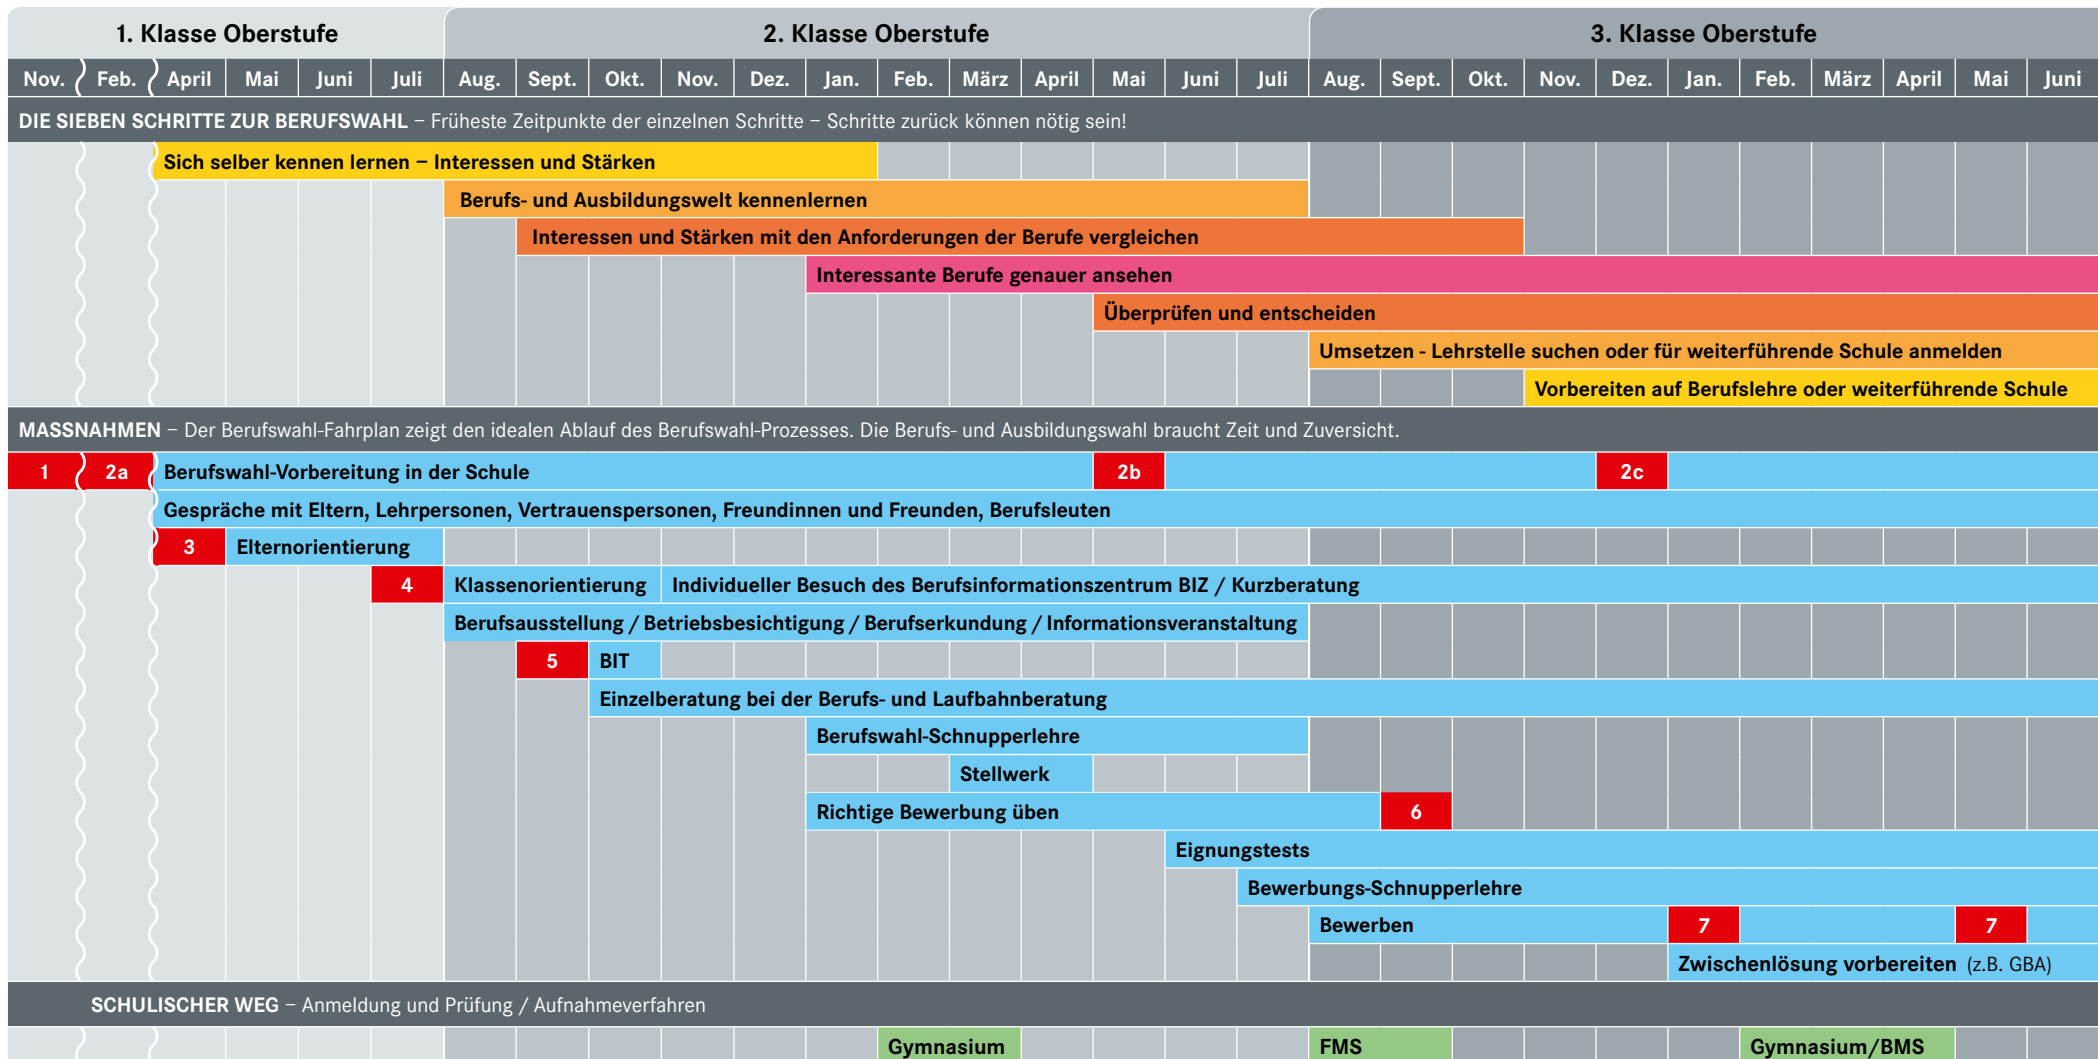 1. Klasse Oberstufe 2. Klasse Oberstufe 3. Klasse Oberstufe
Nov. Feb. April Mai Juni Juli Aug. Sept. Okt. Nov. Dez. Jan. Feb. März April Mai Juni Juli Aug. Sept. Okt. Nov. Dez. Jan. Feb. März April Mai Juni
DIE SIEBEN SCHRITTE ZUR BERUFSWAHL – Früheste Zeitpunkte der einzelnen Schritte – Schritte zurück können nötig sein!
Sich selber kennen lernen – Interessen und Stärken
Berufs- und Ausbildungswelt kennenlernen
Interessen und Stärken mit den Anforderungen der Berufe vergleichen
Interessante Berufe genauer ansehen
Überprüfen und entscheiden
Umsetzen - Lehrstelle suchen oder für weiterführende Schule anmelden
Vorbereiten auf Berufslehre oder weiterführende Schule
MASSNAHMEN – Der Berufswahl-Fahrplan zeigt den idealen Ablauf des Berufswahl-Prozesses. Die Berufs- und Ausbildungswahl braucht Zeit und Zuversicht.
1 2a Berufswahl-Vorbereitung in der Schule 2b 2c
Gespräche mit Eltern, Lehrpersonen, Vertrauenspersonen, Freundinnen und Freunden, Berufsleuten
3 Elternorientierung
4 Klassenorientierung Individueller Besuch des Berufsinformationszentrum BIZ / Kurzberatung
Berufsausstellung / Betriebsbesichtigung / Berufserkundung / Informationsveranstaltung
5 BIT
Einzelberatung bei der Berufs- und Laufbahnberatung
Berufswahl-Schnupperlehre
Stellwerk
Richtige Bewerbung üben 6
Eignungstests
Bewerbungs-Schnupperlehre
Bewerben 7 7
Zwischenlösung vorbereiten (z.B. GBA)
SCHULISCHER WEG – Anmeldung und Prüfung / Aufnahmeverfahren
Gymnasium FMS Gymnasium/BMS